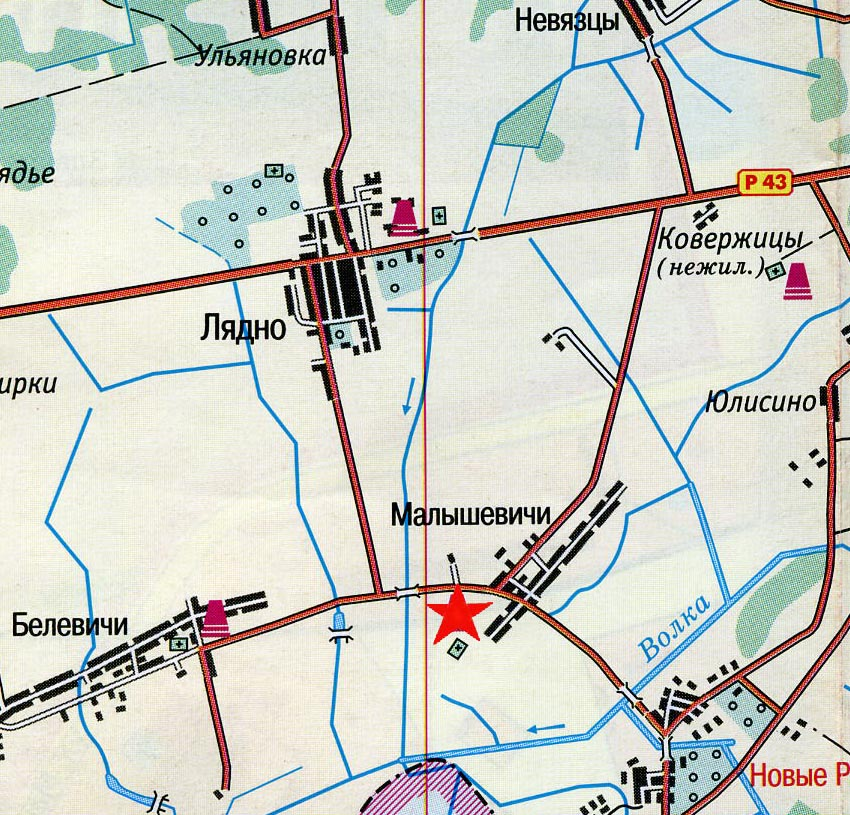 Невязцы
Ульяновка
ядье
Р 43
Ковержицы
(нежил.)
Лядно
ирки
Юлисино
Малышевичи
Белевичи
Волка
Новые Р